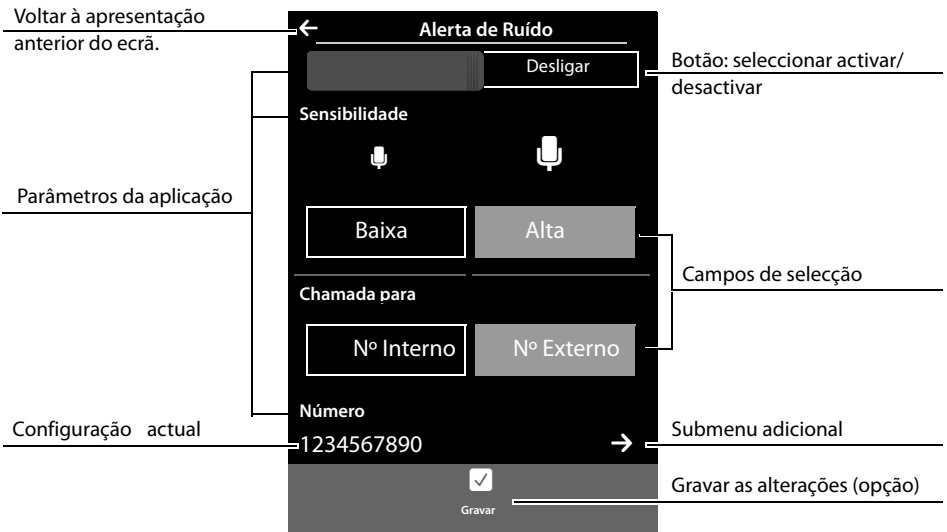 Voltar à apresentação
anterior do ecrã.
Parâmetros da aplicação
Configuração actual
Alerta de Ruído
Desligar
Sensibilidade
Baixa
Alta
Chamada para
Nº Interno
Nº Externo
Número
1234567890
Gravar
Botão: seleccionar activar/
desactivar
Campos de selecção
Submenu adicional
Gravar as alterações (opção)